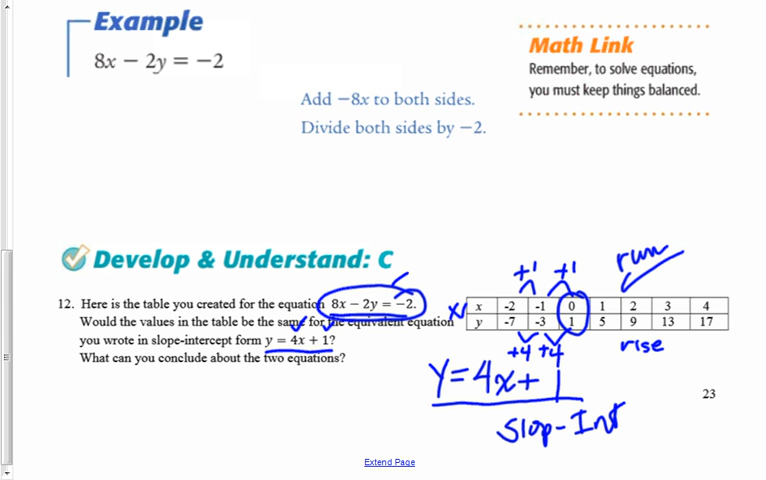 Example
8x − 2y = −2
Math Link
Remember, to solve equations,
you must keep things balanced.
Add −8x to both sides.
Divide both sides by −2.
Develop & Understand: C
+1 +1 run
12. Here is the table you created for the equation 8x − 2y = −2.
Would the values in the table be the same for the equivalent equation
you wrote in slope-intercept form y = 4x + 1?
What can you conclude about the two equations?
x -2 -1 0 1 2 3 4
y -7 -3 1 5 9 13 17
+4 +4 rise
y = 4x + 1
Slop-Int
23
Extend Page